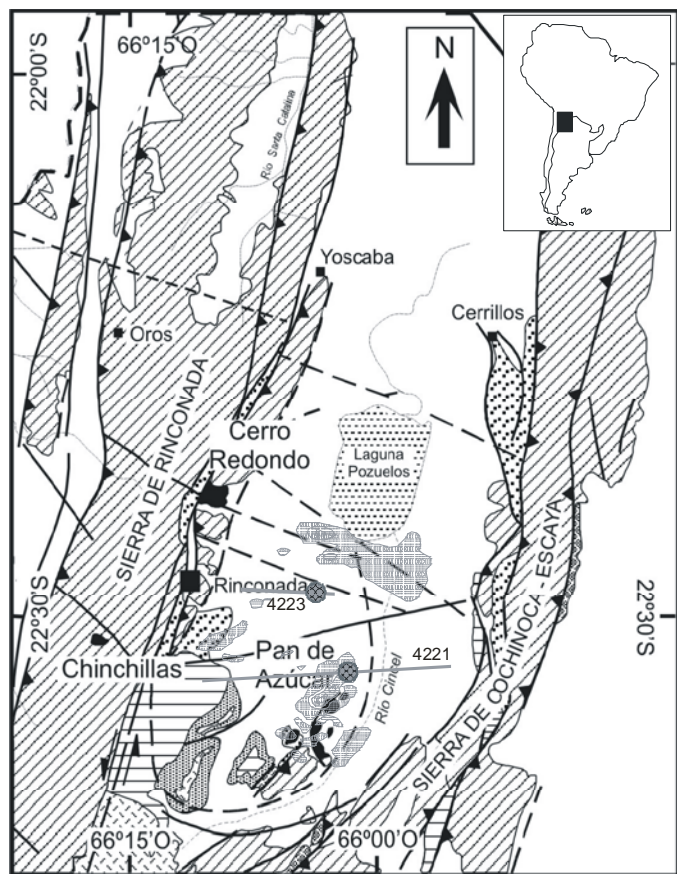 66º15'O
22º00'S
N
Río Santa Catalina
Yoscaba
Cerrillos
Oros
SIERRA DE RINCONADA
Cerro
Redondo
Laguna
Pozuelos
SIERRA DE COCHINOCA - ESCAYA
Rinconada
4223
22º30'S
22º30'S
Pan de
Azúcar
4221
Chinchillas
Río Cincel
66º15'O
66º00'O